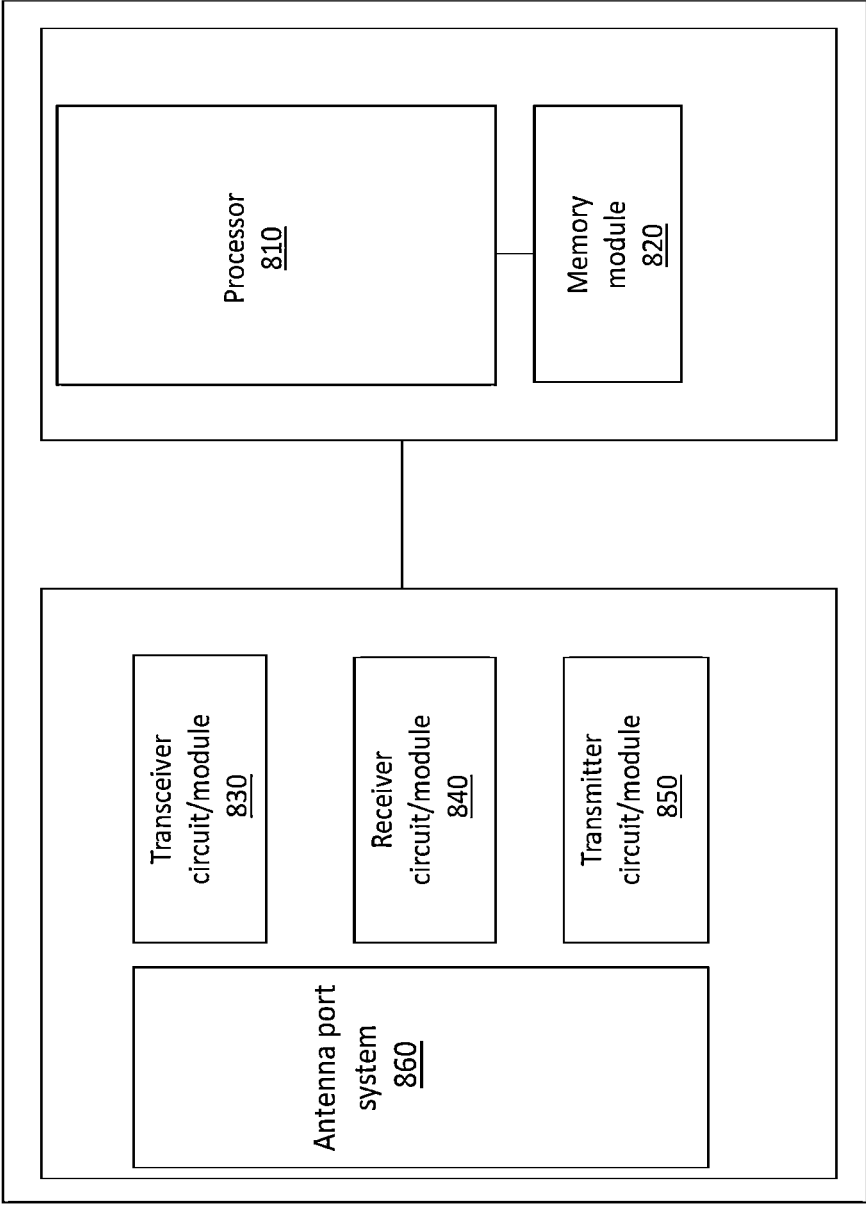 Antenna port
system
860
Transceiver
circuit/module
830
Receiver
circuit/module
840
Transmitter
circuit/module
850
Processor
810
Memory
module
820